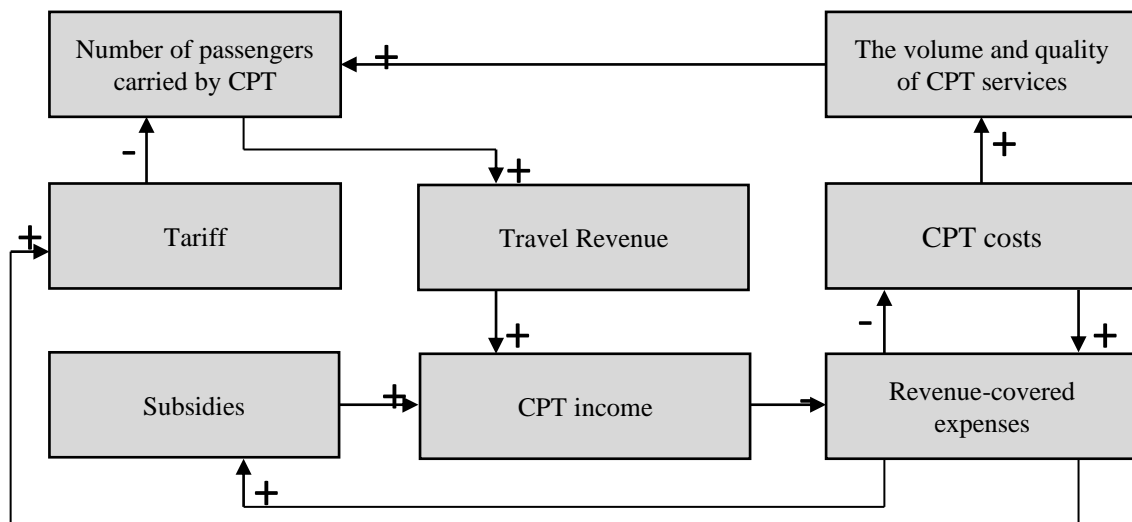 Number of passengers
carried by CPT
The volume and quality
of CPT services
+
-
+
+
Tariff
Travel Revenue
CPT costs
+
+
-
+
Subsidies
CPT income
Revenue-covered
expenses
+
-
+